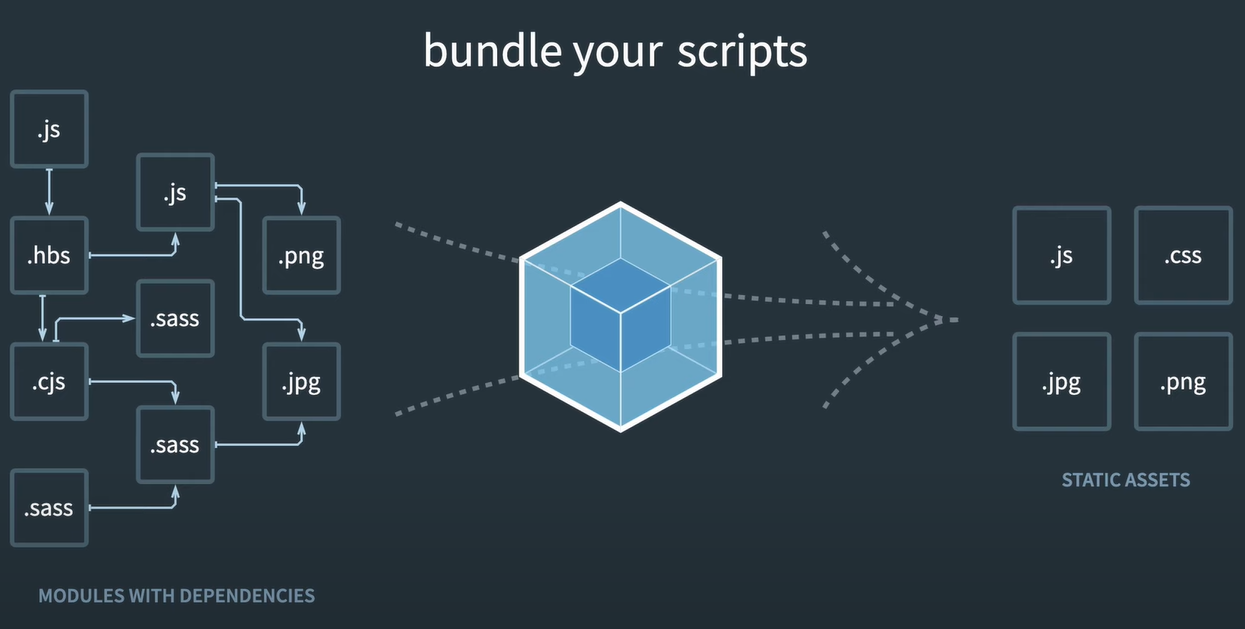 bundle your scripts
.js
.js
.hbs
.png
.sass
.cjs
.jpg
.sass
.sass
MODULES WITH DEPENDENCIES
.js
.css
.jpg
.png
STATIC ASSETS